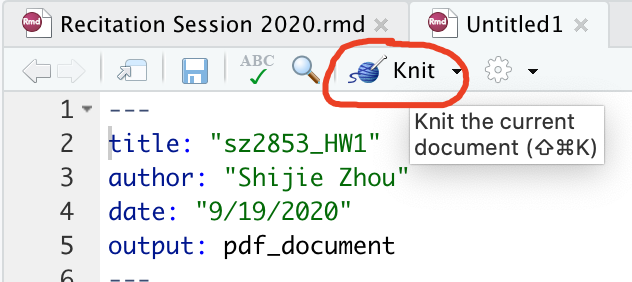 Rmd Recitation Session 2020.rmd × Rmd Untitled1 ×
ABC Knit
1 ---
Knit the current
2 title: "sz2853_HW1"
document (⇧⌘K)
3 author: "Shijie Zhou"
4 date: "9/19/2020"
5 output: pdf_document
6 ---